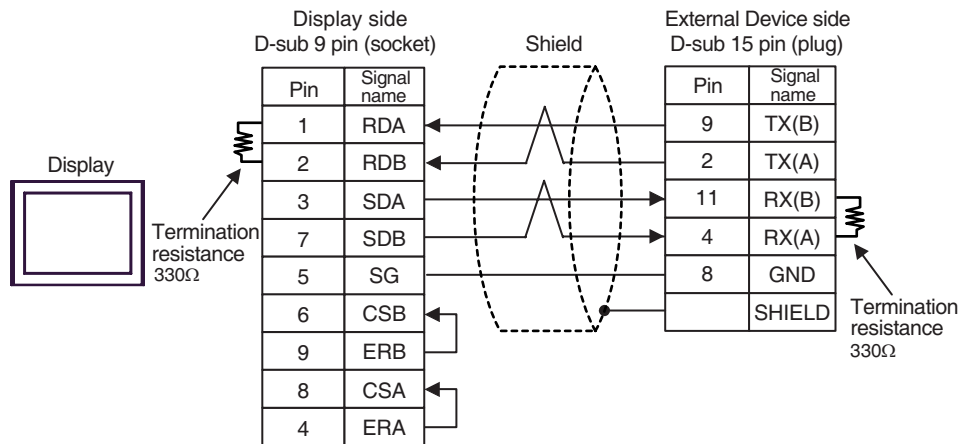 Display side
D-sub 9 pin (socket)
Shield
External Device side
D-sub 15 pin (plug)
Pin Signal name
1 RDA
2 RDB
3 SDA
7 SDB
5 SG
6 CSB
9 ERB
8 CSA
4 ERA
Pin Signal name
9 TX(B)
2 TX(A)
11 RX(B)
4 RX(A)
8 GND
SHIELD
Display
Termination
resistance
330Ω
Termination
resistance
330Ω